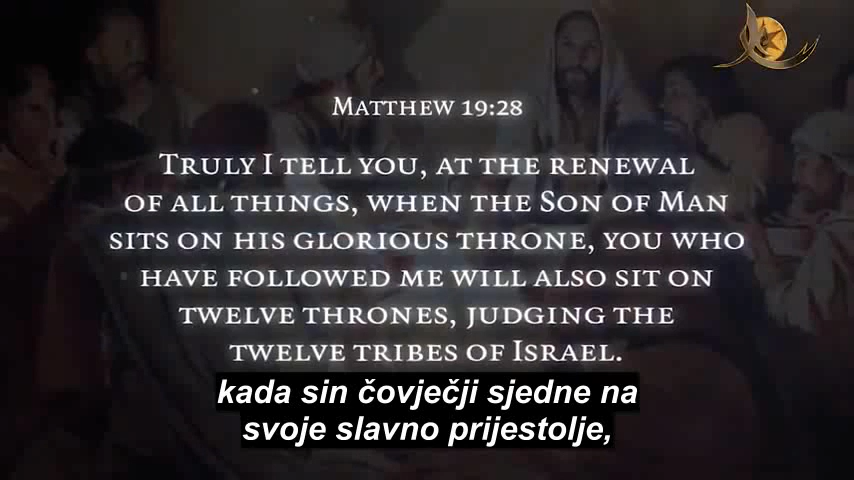 MATTHEW 19:28
TRULY I TELL YOU, AT THE RENEWAL
OF ALL THINGS, WHEN THE SON OF MAN
SITS ON HIS GLORIOUS THRONE, YOU WHO
HAVE FOLLOWED ME WILL ALSO SIT ON
TWELVE THRONES, JUDGING THE
TWELVE TRIBES OF ISRAEL.
kada sin čovječji sjedne na
svoje slavno prijestolje,